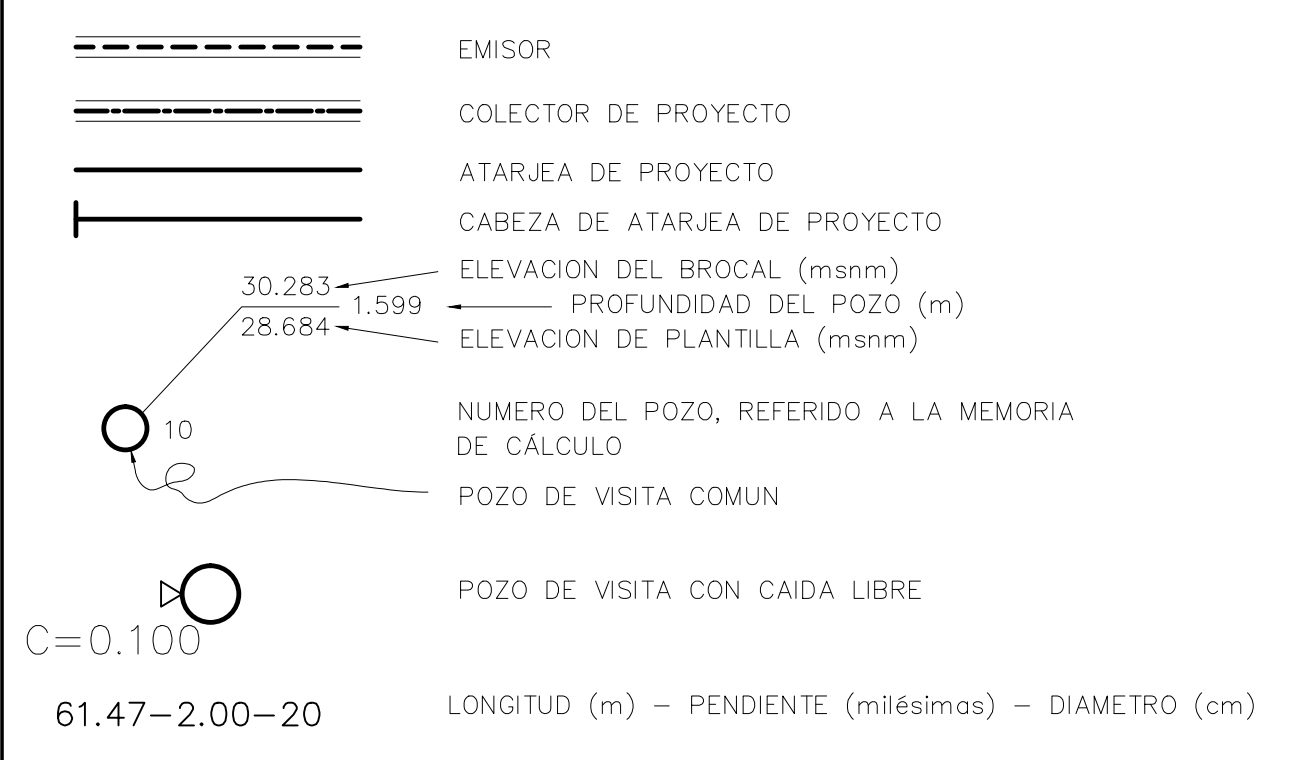 EMISOR
COLECTOR DE PROYECTO
ATARJEA DE PROYECTO
CABEZA DE ATARJEA DE PROYECTO
30.283
ELEVACION DEL BROCAL (msnm)
1.599
PROFUNDIDAD DEL POZO (m)
28.684
ELEVACION DE PLANTILLA (msnm)
10
NUMERO DEL POZO, REFERIDO A LA MEMORIA
DE CÁLCULO
POZO DE VISITA COMUN
POZO DE VISITA CON CAIDA LIBRE
C=0.100
61.47-2.00-20
LONGITUD (m) - PENDIENTE (milésimas) - DIAMETRO (cm)